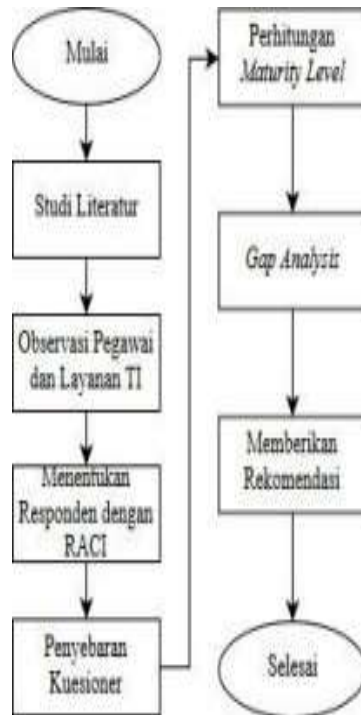 Mulai
Studi Literatur
Observasi Pegawai
dan Layanan TI
Menentukan
Responden dengan
RACI
Penyebaran
Kuesioner
Perhitungan
Maturity Level
Gap Analysis
Memberikan
Rekomendasi
Selesai